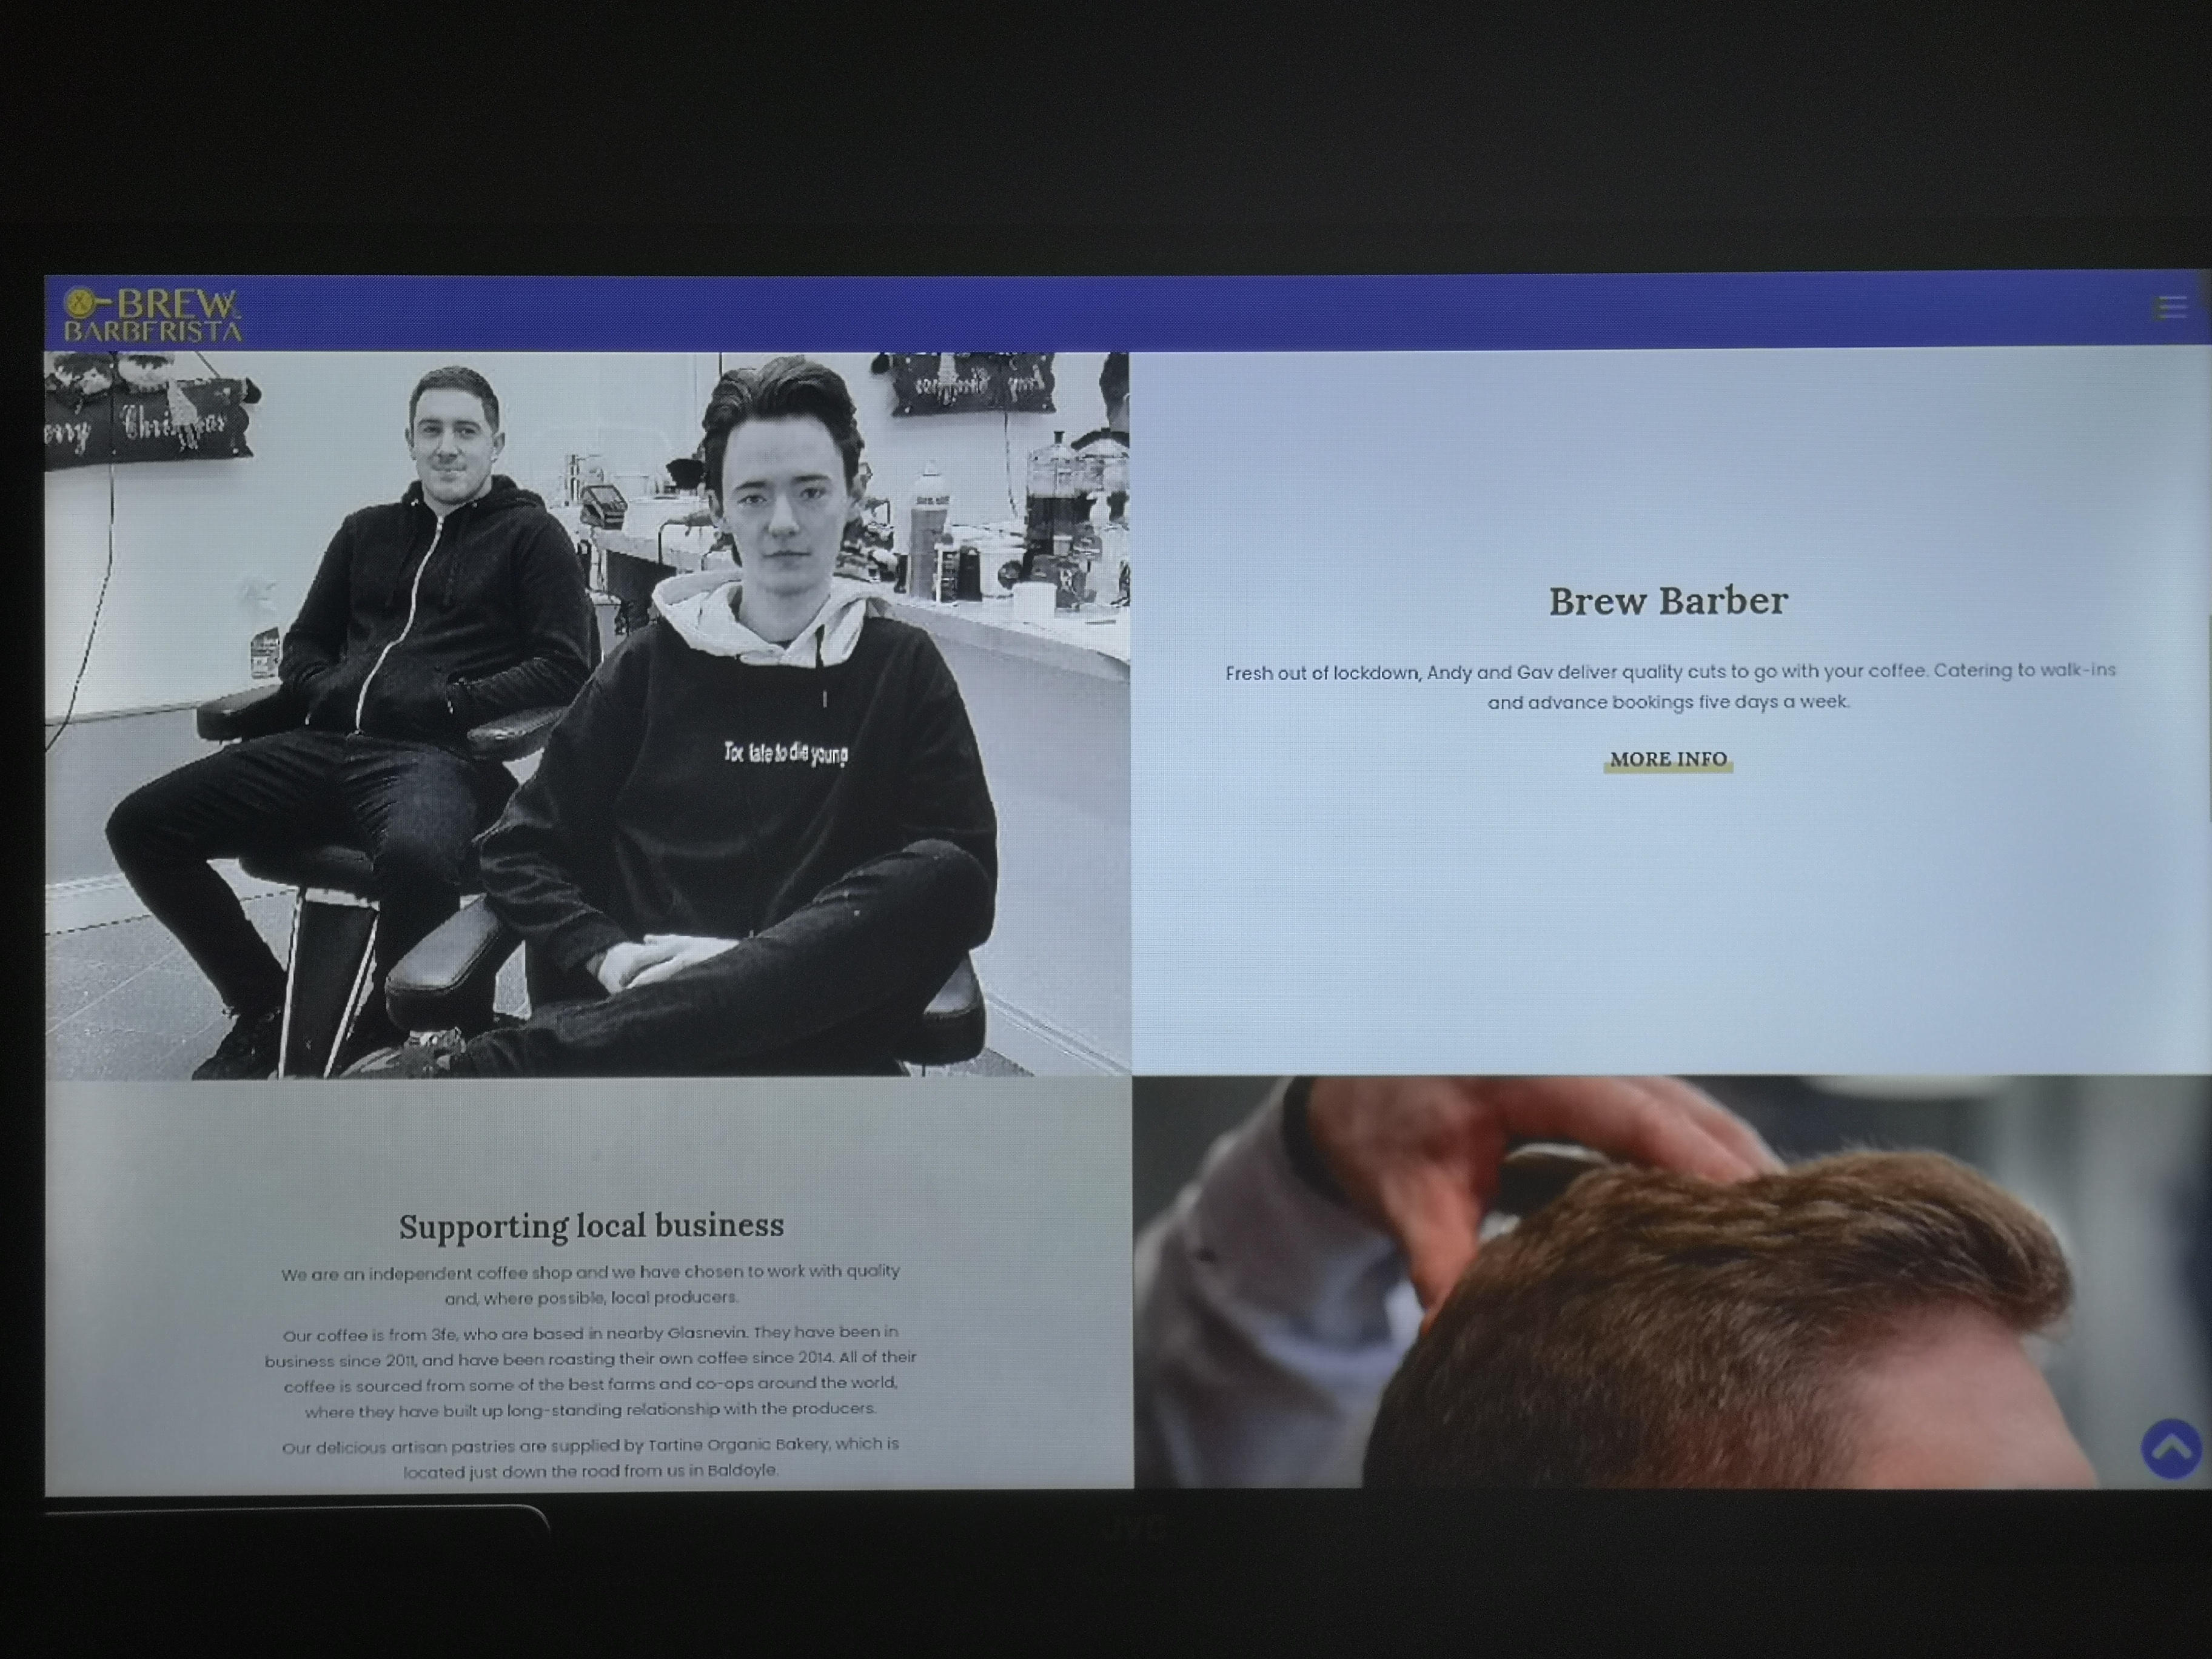 BREW
BARBERISTA
Merry Christmas
Too late to die young
Brew Barber
Fresh out of lockdown, Andy and Gav deliver quality cuts to go with your coffee. Catering to walk-ins
and advance bookings five days a week.
MORE INFO
Supporting local business
We are an independent coffee shop and we have chosen to work with quality
and, where possible, local producers.
Our coffee is from 3fe, who are based in nearby Glasnevin. They have been in
business since 2011, and have been roasting their own coffee since 2014. All of their
coffee is sourced from some of the best farms and co-ops around the world,
where they have built up long-standing relationship with the producers.
Our delicious artisan pastries are supplied by Tartine Organic Bakery, which is
located just down the road from us in Baldoyle.
JVC